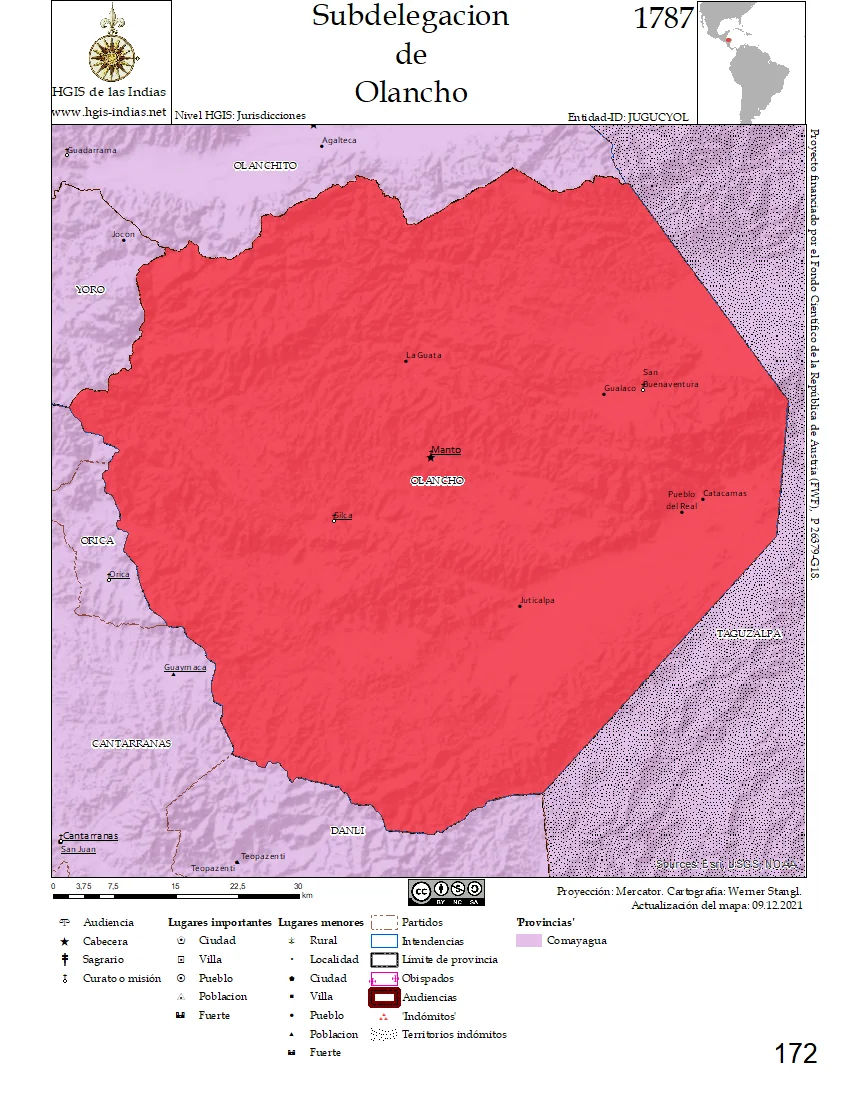 Subdelegacion
de
Olancho
1787
HGIS de las Indias
www.hgis-indias.net
Nivel HGIS: Jurisdicciones
Entidad-ID: JUGUCYOL
Guadarrama
Agalteca
OLANCHITO
Jocón
YORO
La Guata
San
Buenaventura
Gualaco
Manto
OLANCHO
Pueblo
del Real
Catacamas
Silca
ORICA
Orica
Juticalpa
TAGUZALPA
Guaymaca
CANTARRANAS
DANLI
Cantarranas
San Juan
Teopazenti
Teopazenti
Sources: Esri, USGS, NOAA
Proyecto financiado por el Fondo Científico de la República de Austria (FWF), P 26379-G18.
0 3,75 7,5 15 22,5 30
km
CC BY NC SA
Proyección: Mercator. Cartografía: Werner Stangl.
Actualización del mapa: 09.12.2021
Audiencia
Cabecera
Sagrario
Curato o misión
Lugares importantes
Ciudad
Villa
Pueblo
Poblacion
Fuerte
Lugares menores
Rural
Localidad
Ciudad
Villa
Pueblo
Poblacion
Fuerte
Partidos
Intendencias
Límite de provincia
Obispados
Audiencias
'Indómitos'
Territorios indómitos
'Provincias'
Comayagua
172